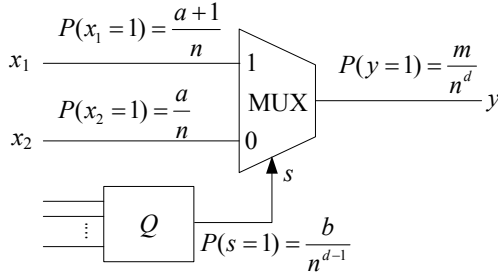 P(x₁ = 1) = (a+1)/n
x₁
1
P(x₂ = 1) = a/n
x₂
0
MUX
P(y = 1) = m/n^d
y
s
Q
P(s = 1) = b/n^(d−1)